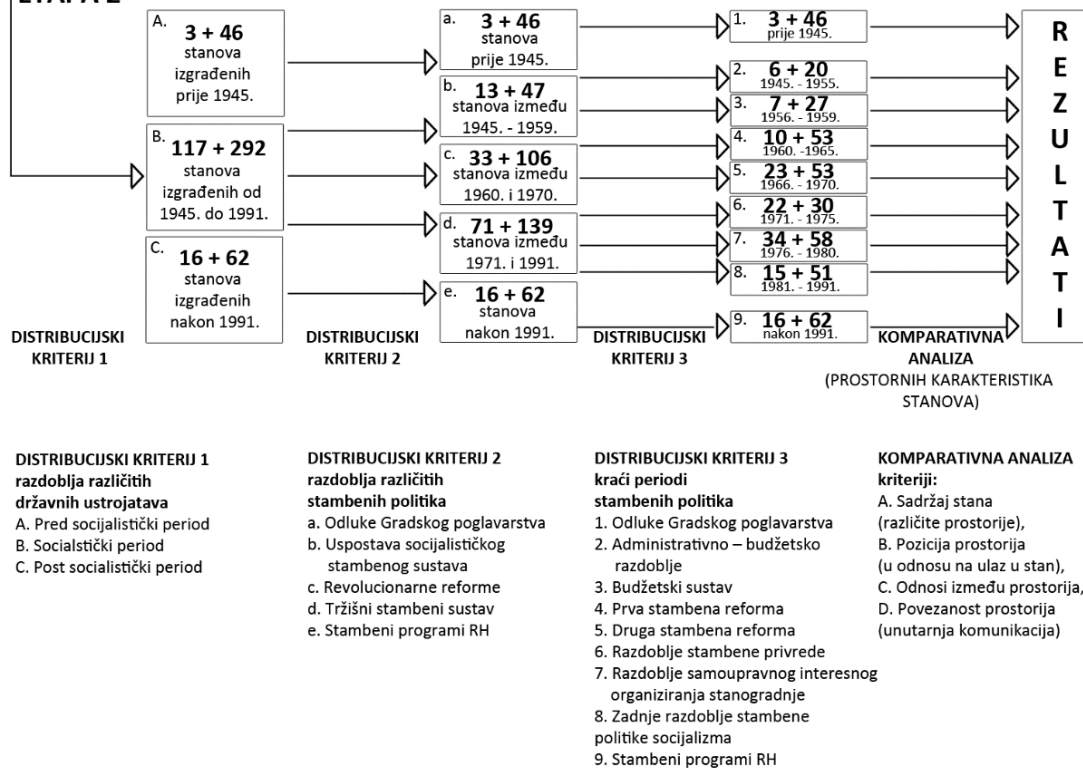 A.
3 + 46
stanova
izgrađenih
prije 1945.
B.
117 + 292
stanova
izgrađenih od
1945. do 1991.
C.
16 + 62
stanova
izgrađenih
nakon 1991.
DISTRIBUCIJSKI
KRITERIJ 1
a.
3 + 46
stanova
prije 1945.
b.
13 + 47
stanova između
1945. - 1959.
c.
33 + 106
stanova između
1960. i 1970.
d.
71 + 139
stanova između
1971. i 1991.
e.
16 + 62
stanova
nakon 1991.
DISTRIBUCIJSKI
KRITERIJ 2
1.
3 + 46
prije 1945.
2.
6 + 20
1945. - 1955.
3.
7 + 27
1956. - 1959.
4.
10 + 53
1960. -1965.
5.
23 + 53
1966. - 1970.
6.
22 + 30
1971. - 1975.
7.
34 + 58
1976. - 1980.
8.
15 + 51
1981. - 1991.
9.
16 + 62
nakon 1991.
DISTRIBUCIJSKI
KRITERIJ 3
KOMPARATIVNA
ANALIZA
(PROSTORNIH KARAKTERISTIKA
STANOVA)
R
E
Z
U
L
T
A
T
I
DISTRIBUCIJSKI KRITERIJ 1
razdoblja različitih
državnih ustrojatava
A. Pred socijalistički period
B. Socialstički period
C. Post socialistički period
DISTRIBUCIJSKI KRITERIJ 2
razdoblja različitih
stambenih politika
a. Odluke Gradskog poglavarstva
b. Uspostava socijalističkog
stambenog sustava
c. Revolucionarne reforme
d. Tržišni stambeni sustav
e. Stambeni programi RH
DISTRIBUCIJSKI KRITERIJ 3
kraći periodi
stambenih politika
1. Odluke Gradskog poglavarstva
2. Administrativno – budžetsko
razdoblje
3. Budžetski sustav
4. Prva stambena reforma
5. Druga stambena reforma
6. Razdoblje stambene privrede
7. Razdoblje samoupravnog interesnog
organiziranja stanogradnje
8. Zadnje razdoblje stambene
politike socijalizma
9. Stambeni programi RH
KOMPARATIVNA ANALIZA
kriteriji:
A. Sadržaj stana
(različite prostorije),
B. Pozicija prostorija
(u odnosu na ulaz u stan),
C. Odnosi između prostorija,
D. Povezanost prostorija
(unutarnja komunikacija)